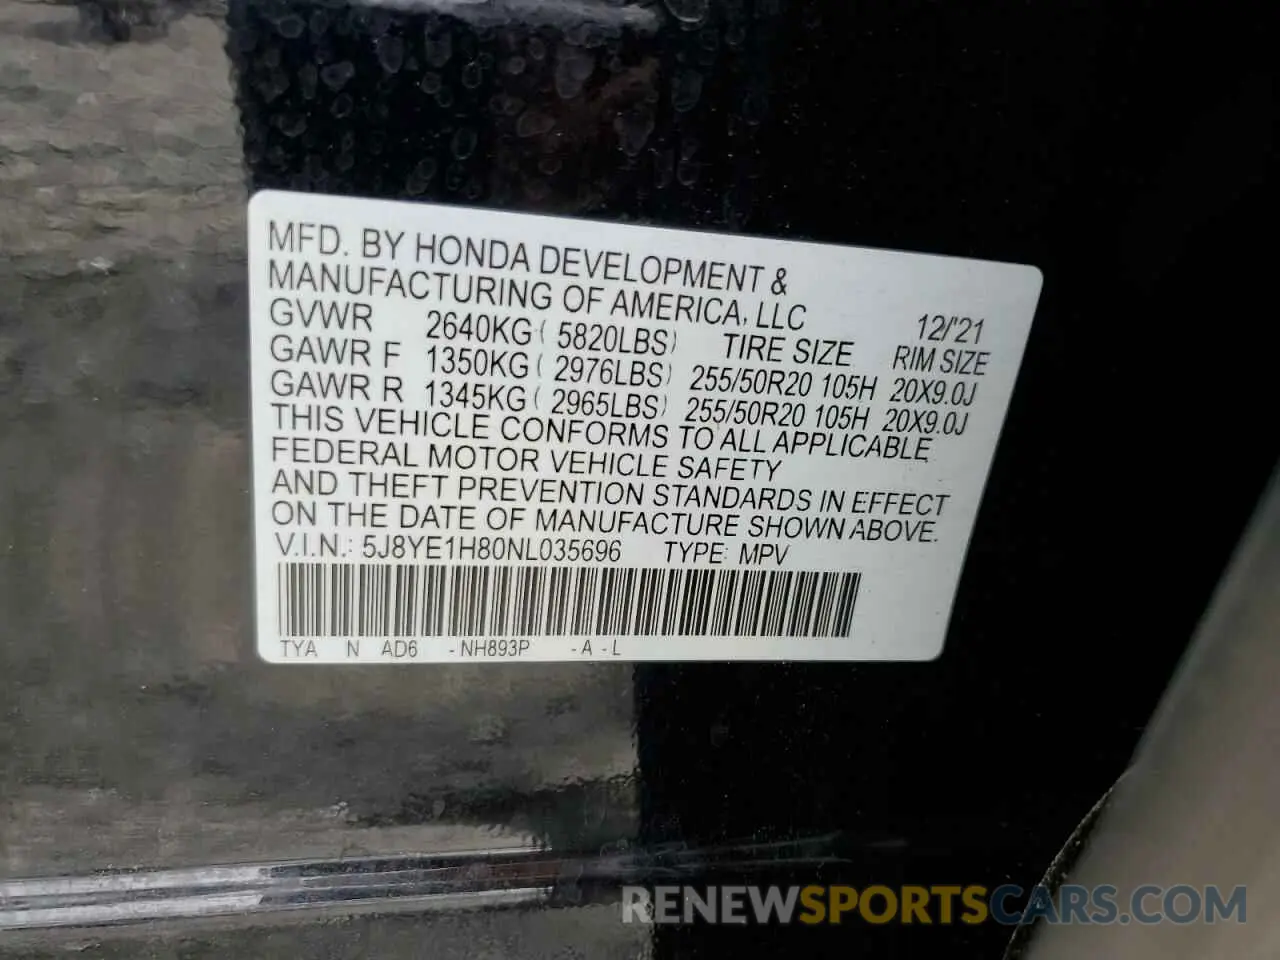 MFD. BY HONDA DEVELOPMENT &
MANUFACTURING OF AMERICA, LLC 12/'21
GVWR 2640KG ( 5820LBS) TIRE SIZE RIM SIZE
GAWR F 1350KG ( 2976LBS) 255/50R20 105H 20X9.0J
GAWR R 1345KG ( 2965LBS) 255/50R20 105H 20X9.0J
THIS VEHICLE CONFORMS TO ALL APPLICABLE
FEDERAL MOTOR VEHICLE SAFETY
AND THEFT PREVENTION STANDARDS IN EFFECT
ON THE DATE OF MANUFACTURE SHOWN ABOVE.
V.I.N.: 5J8YE1H80NL035696 TYPE: MPV
TYA N AD6 - NH893P - A - L
RENEWSPORTSCARS.COM